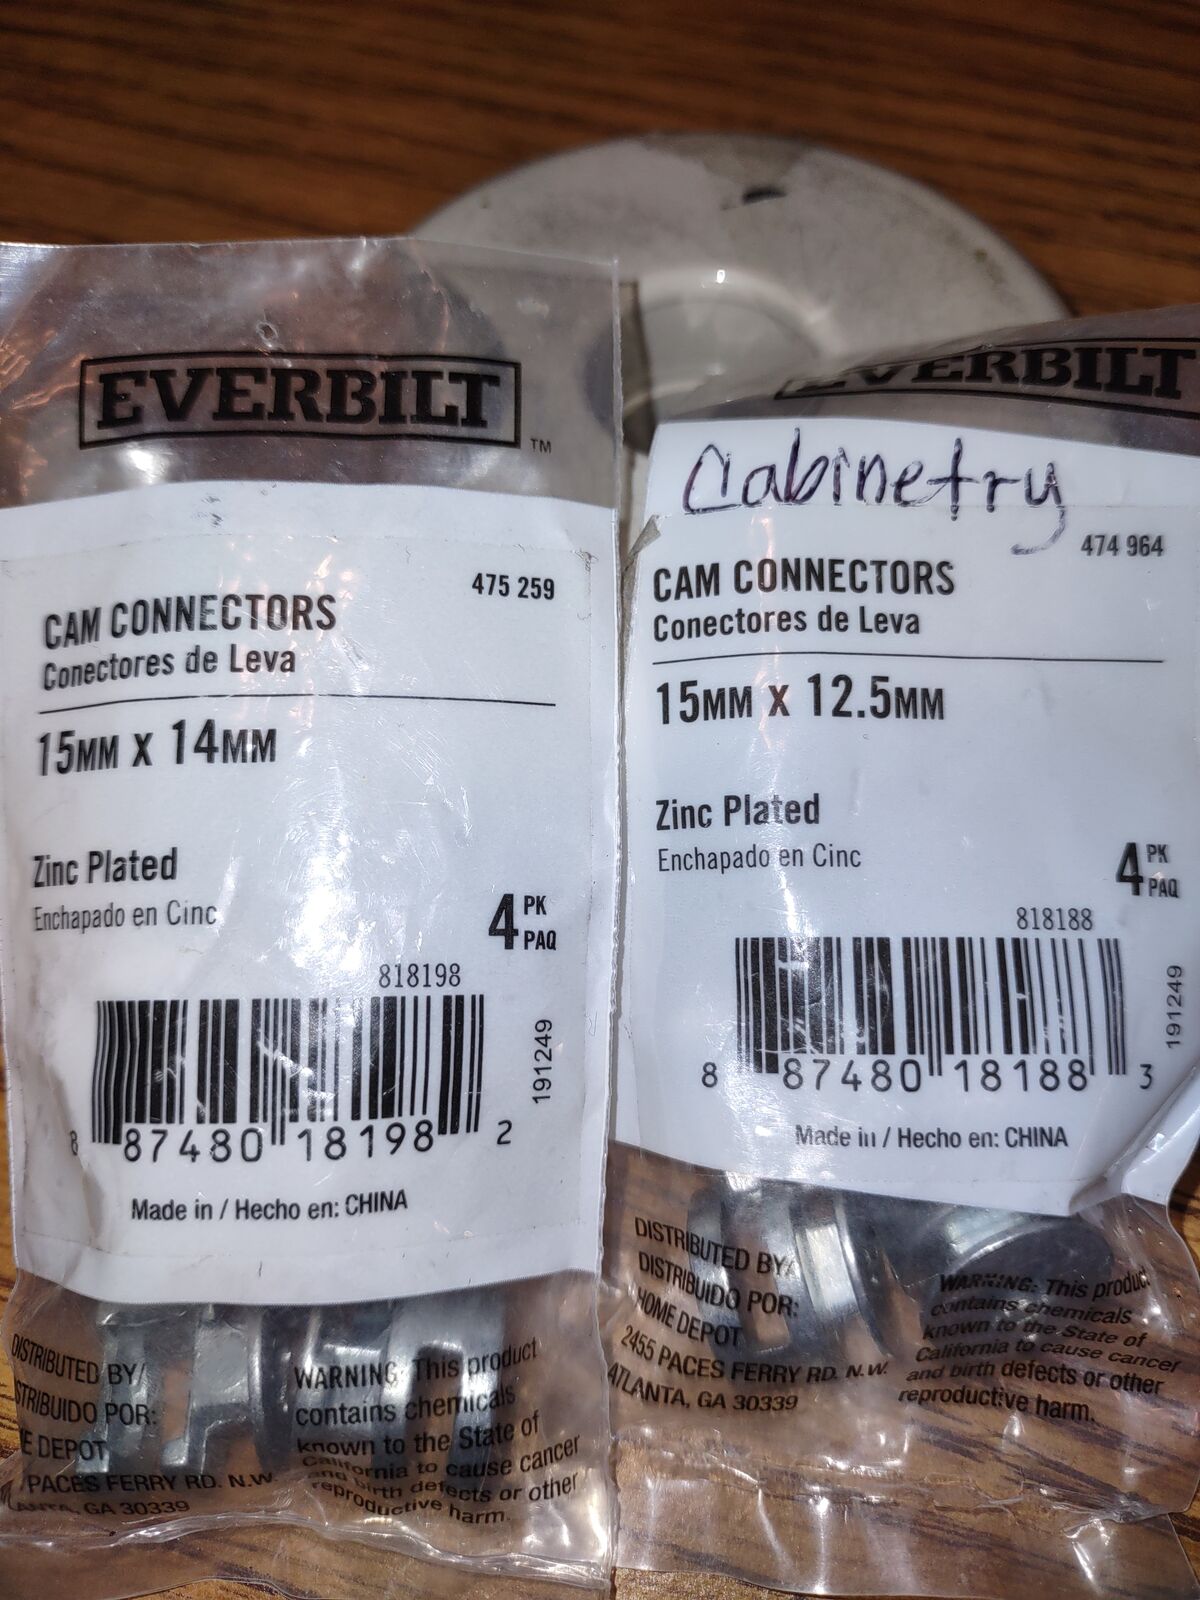 EVERBILT
TM
475 259
CAM CONNECTORS
Conectores de Leva
15MM X 14MM
Zinc Plated
Enchapado en Cinc
4 PK
PAQ
818198
8 87480 18198 2
191249
Made in / Hecho en: CHINA
DISTRIBUTED BY/
STRIBUIDO POR:
E DEPOT
PACES FERRY RD. N.W.
ATLANTA, GA 30339
WARNING: This product
contains chemicals
known to the State of
California to cause cancer
and birth defects or other
reproductive harm.
EVERBILT
Cabinetry
474 964
CAM CONNECTORS
Conectores de Leva
15MM X 12.5MM
Zinc Plated
Enchapado en Cinc
4 PK
PAQ
818188
8 87480 18188 3
191249
Made in / Hecho en: CHINA
DISTRIBUTED BY/
DISTRIBUIDO POR:
HOME DEPOT
2455 PACES FERRY RD. N.W.
ATLANTA, GA 30339
WARNING: This product
contains chemicals
known to the State of
California to cause cancer
and birth defects or other
reproductive harm.